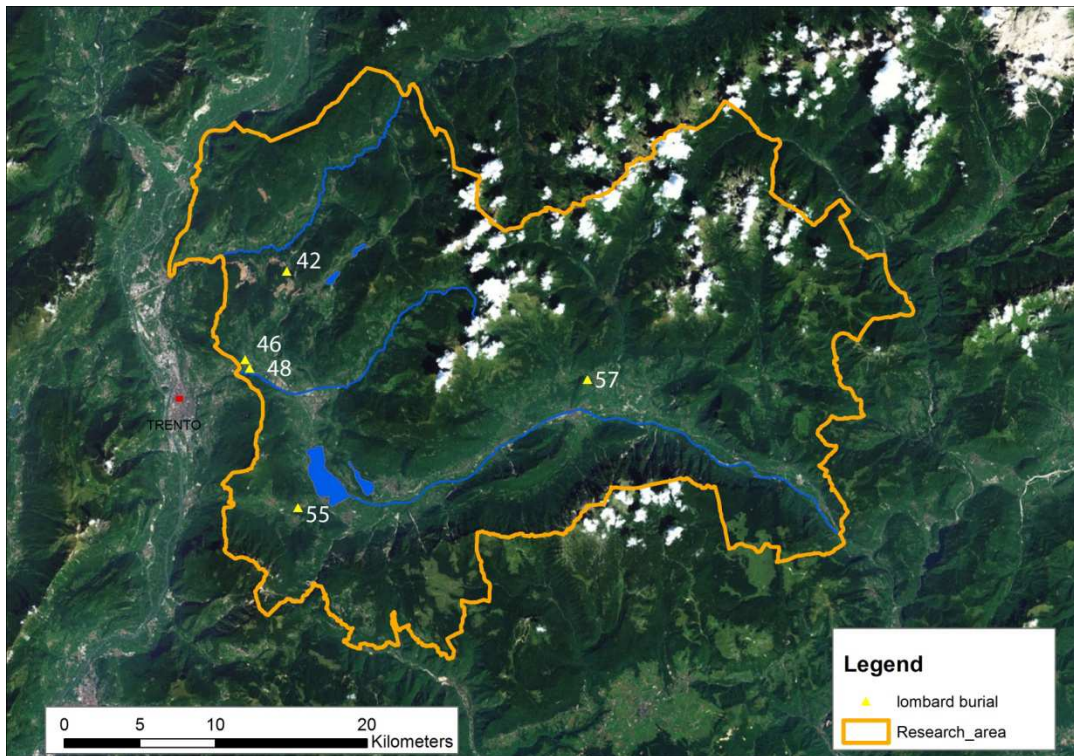 42
46
48
57
TRENTO
55
Legend
lombard burial
Research_area
0 5 10 20
Kilometers